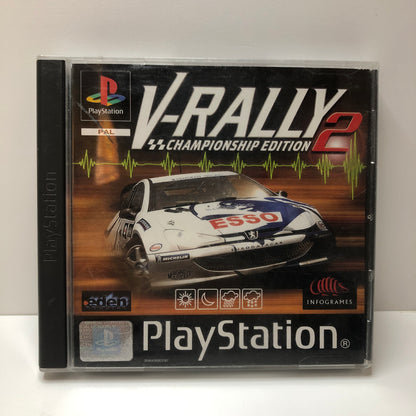 PlayStation
PlayStation
PAL
V-RALLY 2
CHAMPIONSHIP EDITION
ESSO
MICHELIN
eden
INFOGRAMES
PlayStation®